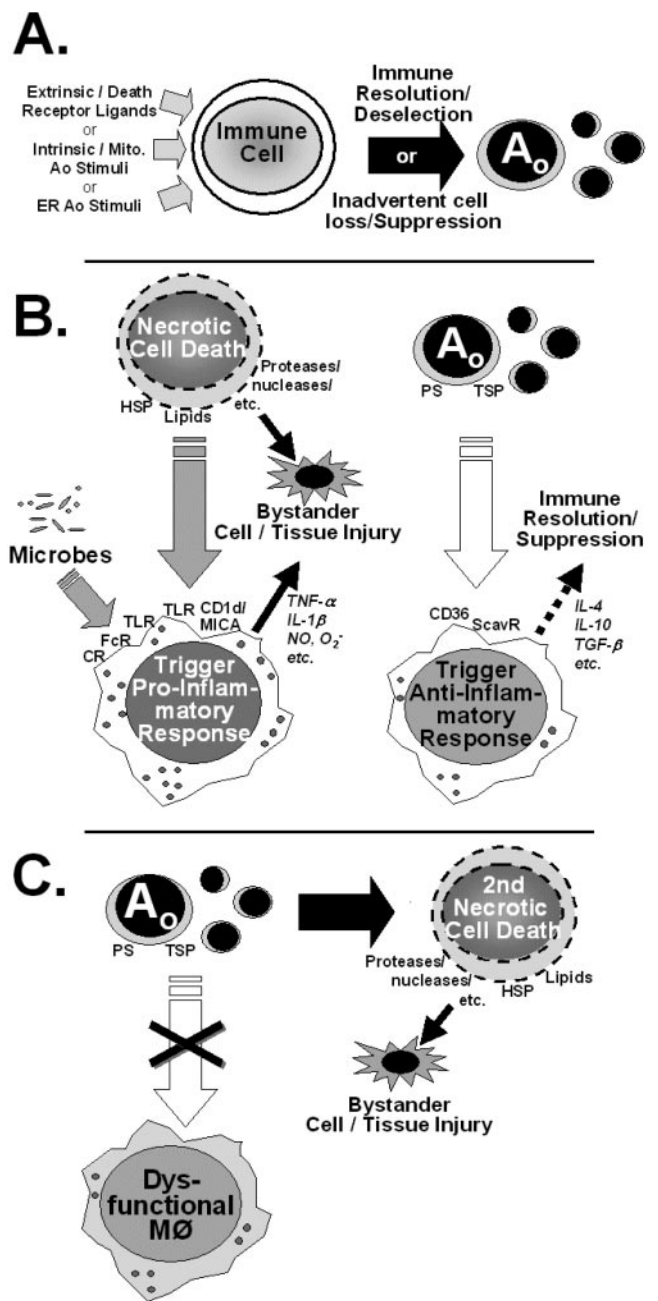 A.
Extrinsic / Death
Receptor Ligands
or
Intrinsic / Mito.
Ao Stimuli
or
ER Ao Stimuli
Immune
Cell
Immune
Resolution/
Deselection
or
Inadvertent cell
loss/Suppression
Ao
B.
Necrotic
Cell Death
HSP
Lipids
Proteases/
nucleases/
etc.
Bystander
Cell / Tissue Injury
Microbes
CR
FcR
TLR
TLR
CD1d/
MICA
TNF-α
IL-1β
NO, O2-
etc.
Trigger
Pro-Inflam-
matory
Response
Ao
PS
TSP
Immune
Resolution/
Suppression
CD36
ScavR
IL-4
IL-10
TGF-β
etc.
Trigger
Anti-Inflam-
matory
Response
C.
Ao
PS
TSP
2nd
Necrotic
Cell Death
Proteases/
nucleases/
etc.
HSP
Lipids
Bystander
Cell / Tissue Injury
Dys-
functional
MØ